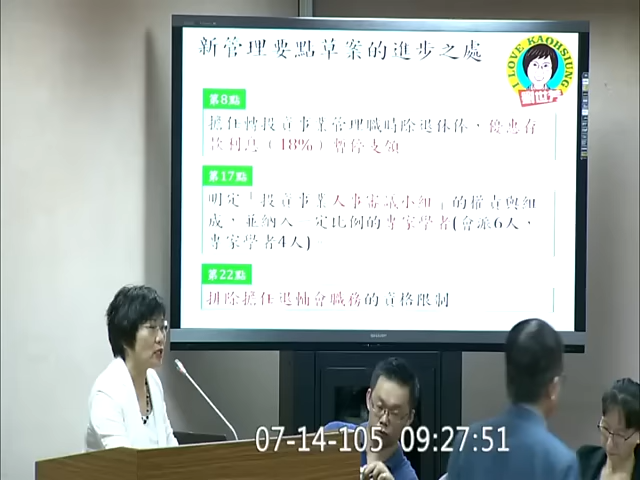 新管理要點草案的進步之處
I LOVE KAOHSIUNG
第8點
擔任轉投資事業管理職時除退休俸、優惠存
款利息（18%）暫停支領
第17點
明定「投資事業人事審議小組」的權責與組
成，並納入一定比例的專家學者(會派6人、
專家學者4人)。
第22點
排除擔任退輔會職務的資格限制
SHARP
07-14-105 09:27:51